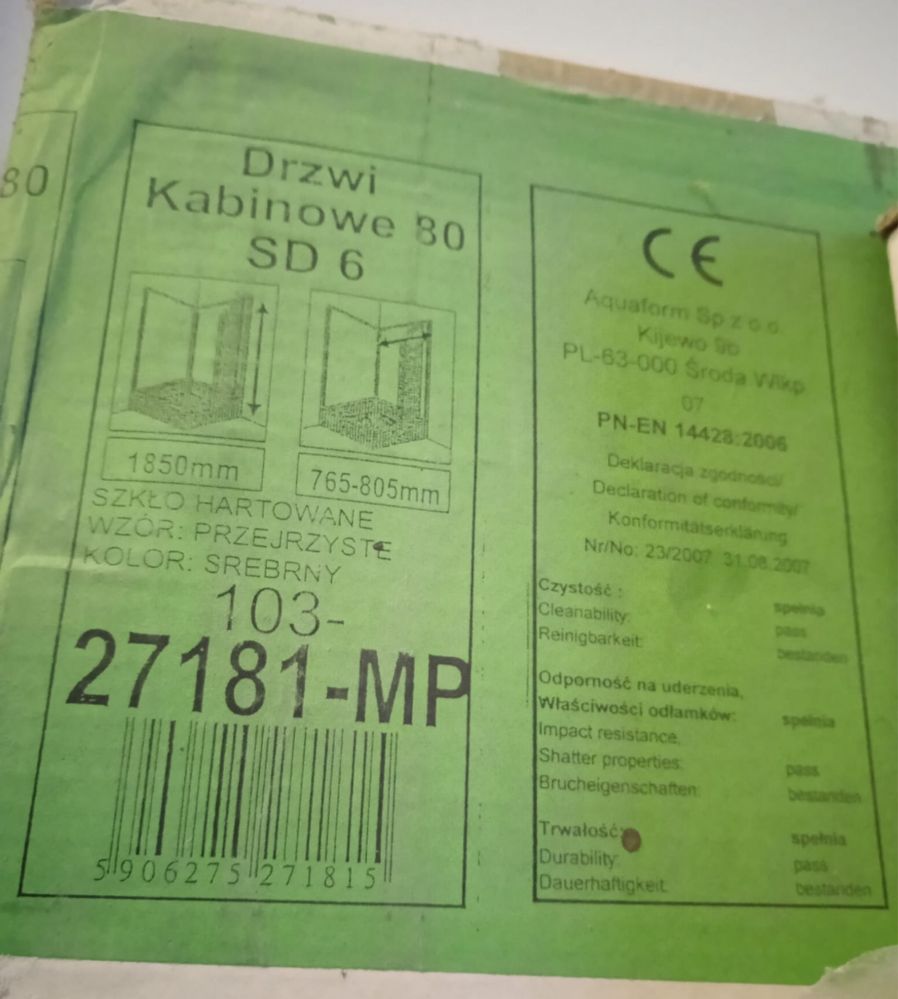 80
Drzwi
Kabinowe 80
SD 6
1850mm
765-805mm
SZKŁO HARTOWANE
WZÓR: PRZEJRZYSTE
KOLOR: SREBRNY
103-
27181-MP
5 906275 271815
CE
Aquaform Sp z o.o.
Kijewo 9b
PL-63-000 Środa Wlkp
07
PN-EN 14428:2006
Deklaracja zgodności/
Declaration of conformity/
Konformitätserklärung
Nr/No: 23/2007 31.08.2007
Czystość : spełnia
Cleanability: pass
Reinigbarkeit: bestanden
Odporność na uderzenia,
Właściwości odłamków: spełnia
Impact resistance,
Shatter properties: pass
Brucheigenschaften: bestanden
Trwałość: spełnia
Durability: pass
Dauerhaftigkeit: bestanden